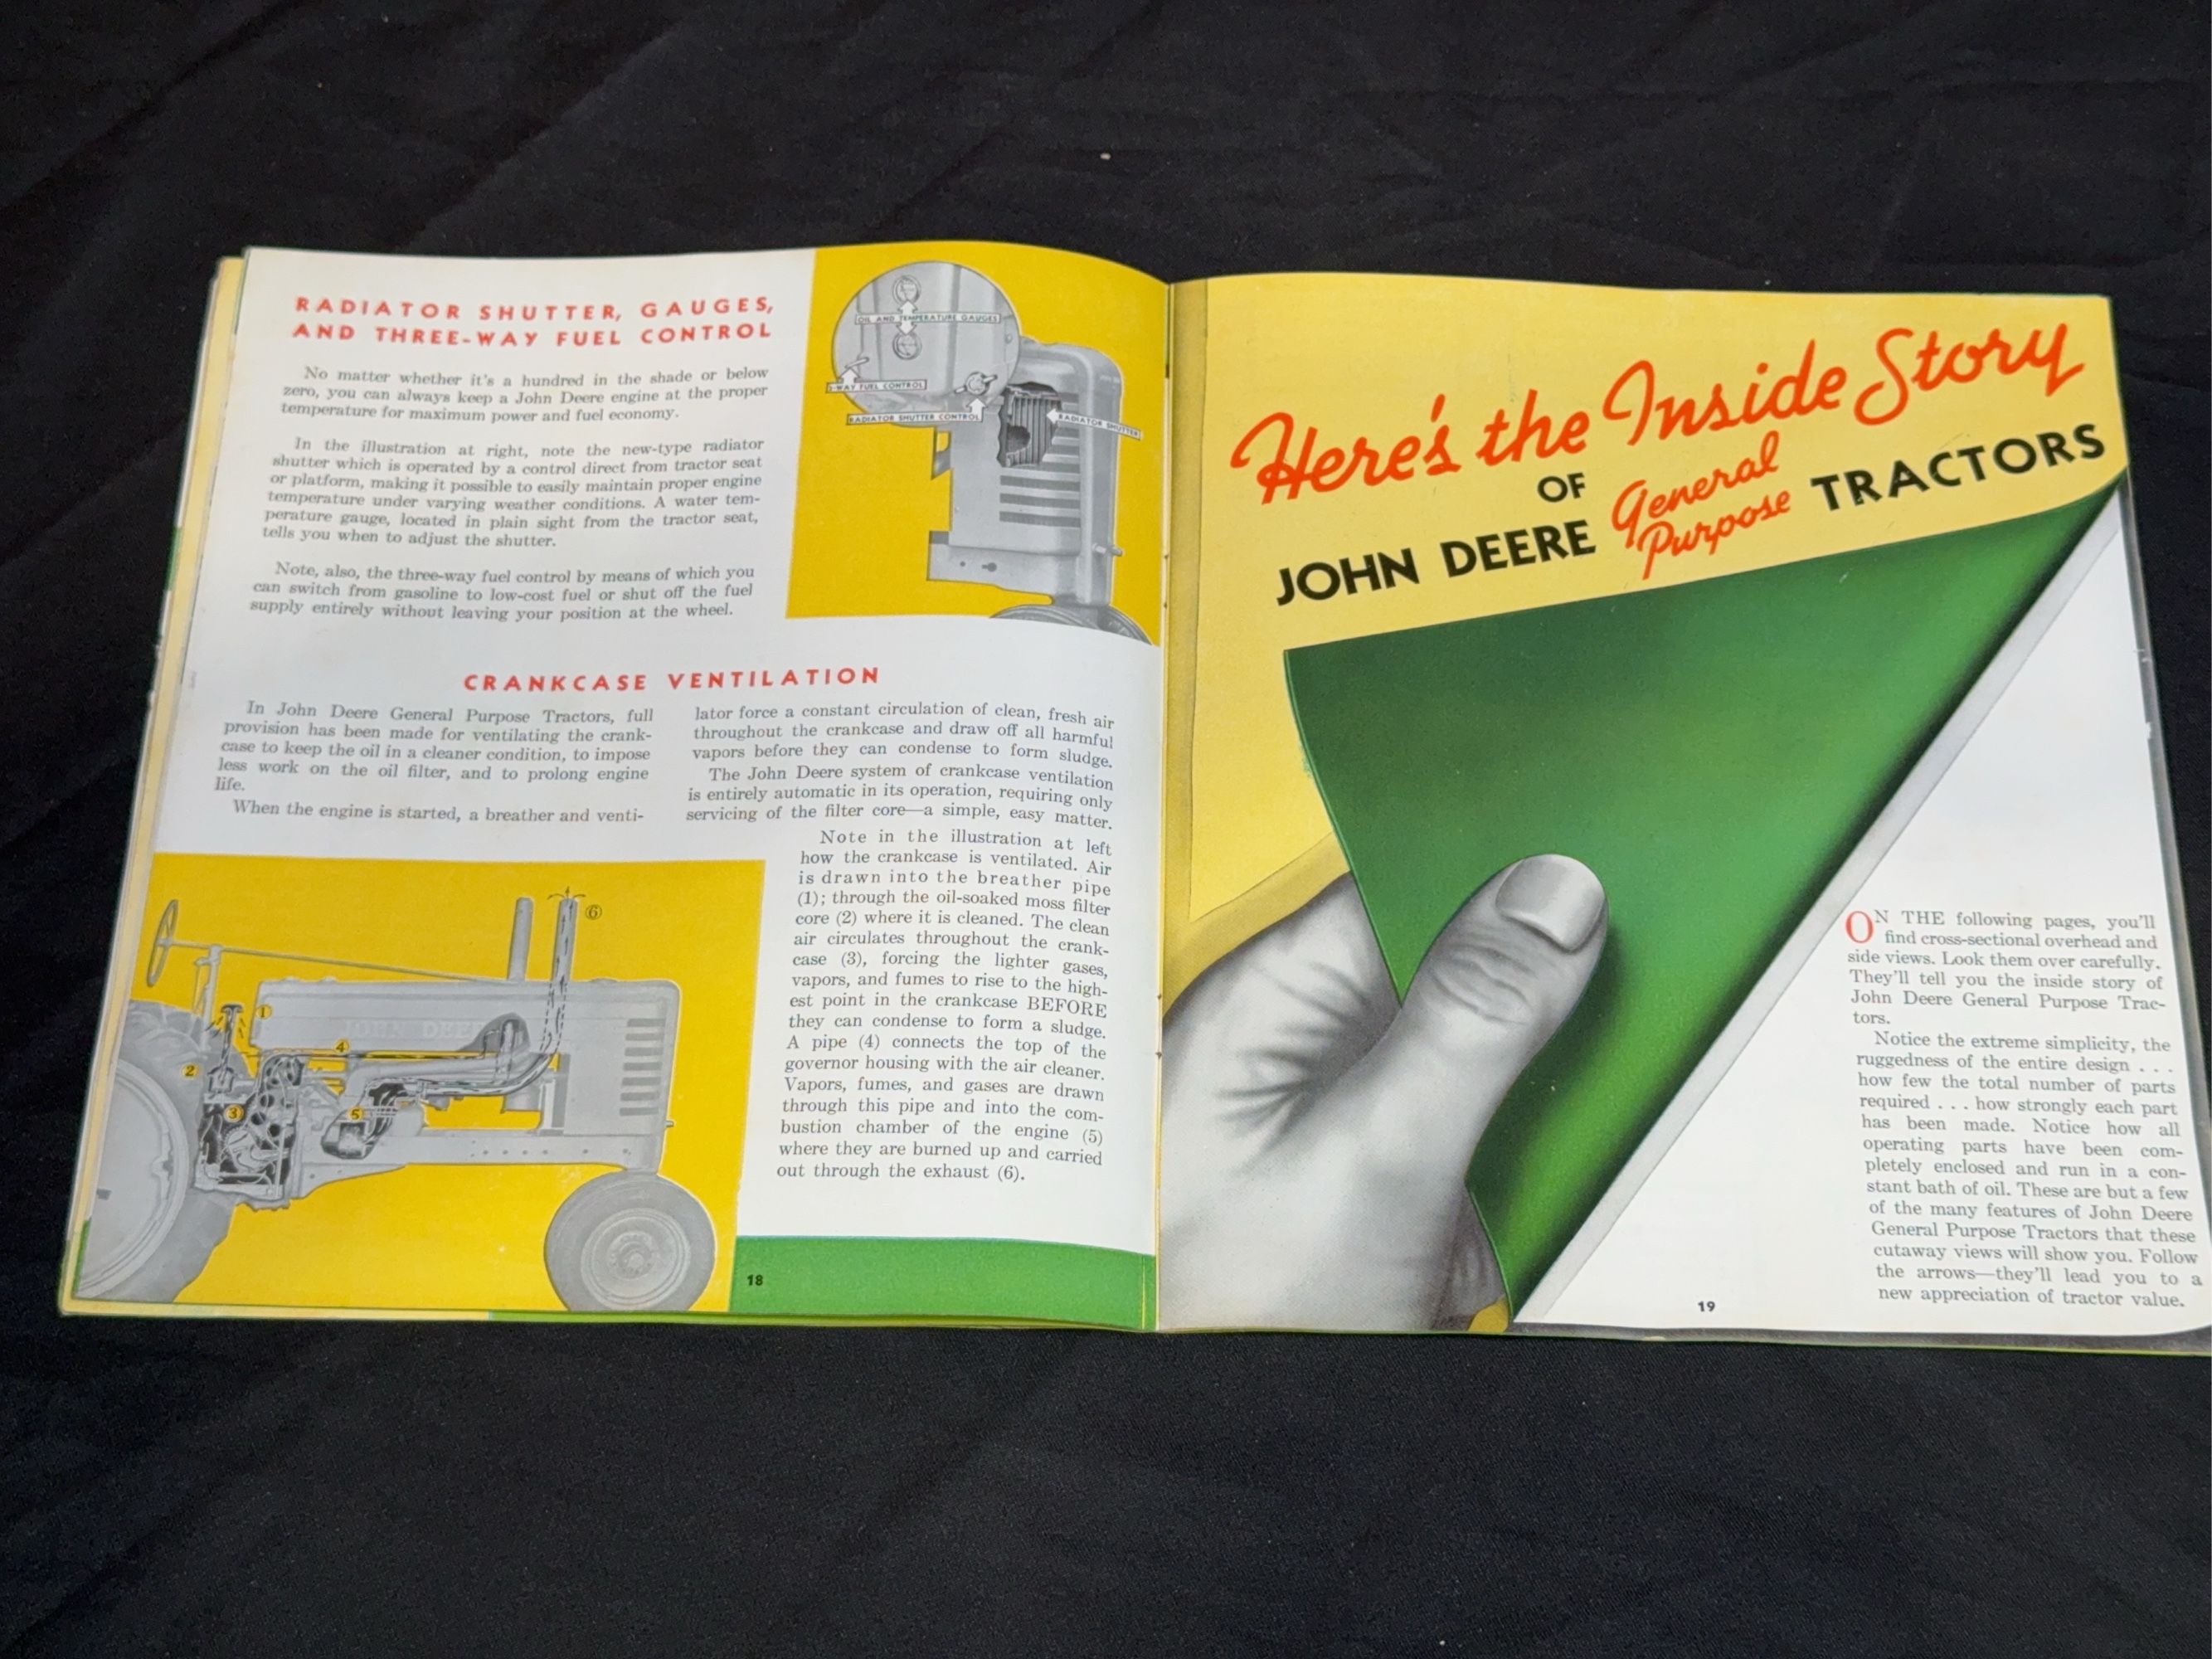 RADIATOR SHUTTER, GAUGES,
AND THREE-WAY FUEL CONTROL
No matter whether it's a hundred in the shade or below
zero, you can always keep a John Deere engine at the proper
temperature for maximum power and fuel economy.
In the illustration at right, note the new-type radiator
shutter which is operated by a control direct from tractor seat
or platform, making it possible to easily maintain proper engine
temperature under varying weather conditions. A water tem-
perature gauge, located in plain sight from the tractor seat,
tells you when to adjust the shutter.
Note, also, the three-way fuel control by means of which you
can switch from gasoline to low-cost fuel or shut off the fuel
supply entirely without leaving your position at the wheel.
OIL AND TEMPERATURE GAUGES
3-WAY FUEL CONTROL
RADIATOR SHUTTER CONTROL
RADIATOR SHUTTER
CRANKCASE VENTILATION
In John Deere General Purpose Tractors, full
provision has been made for ventilating the crank-
case to keep the oil in a cleaner condition, to impose
less work on the oil filter, and to prolong engine
life.
When the engine is started, a breather and venti-
lator force a constant circulation of clean, fresh air
throughout the crankcase and draw off all harmful
vapors before they can condense to form sludge.
The John Deere system of crankcase ventilation
is entirely automatic in its operation, requiring only
servicing of the filter core—a simple, easy matter.
Note in the illustration at left
how the crankcase is ventilated. Air
is drawn into the breather pipe
(1); through the oil-soaked moss filter
core (2) where it is cleaned. The clean
air circulates throughout the crank-
case (3), forcing the lighter gases,
vapors, and fumes to rise to the high-
est point in the crankcase BEFORE
they can condense to form a sludge.
A pipe (4) connects the top of the
governor housing with the air cleaner.
Vapors, fumes, and gases are drawn
through this pipe and into the com-
bustion chamber of the engine (5)
where they are burned up and carried
out through the exhaust (6).
6
1
JOHN DEERE
4
2
3
5
18
Here's the Inside Story
OF
JOHN DEERE General Purpose TRACTORS
ON THE following pages, you'll
find cross-sectional overhead and
side views. Look them over carefully.
They'll tell you the inside story of
John Deere General Purpose Trac-
tors.
Notice the extreme simplicity, the
ruggedness of the entire design . . .
how few the total number of parts
required . . . how strongly each part
has been made. Notice how all
operating parts have been com-
pletely enclosed and run in a con-
stant bath of oil. These are but a few
of the many features of John Deere
General Purpose Tractors that these
cutaway views will show you. Follow
the arrows—they'll lead you to a
new appreciation of tractor value.
19